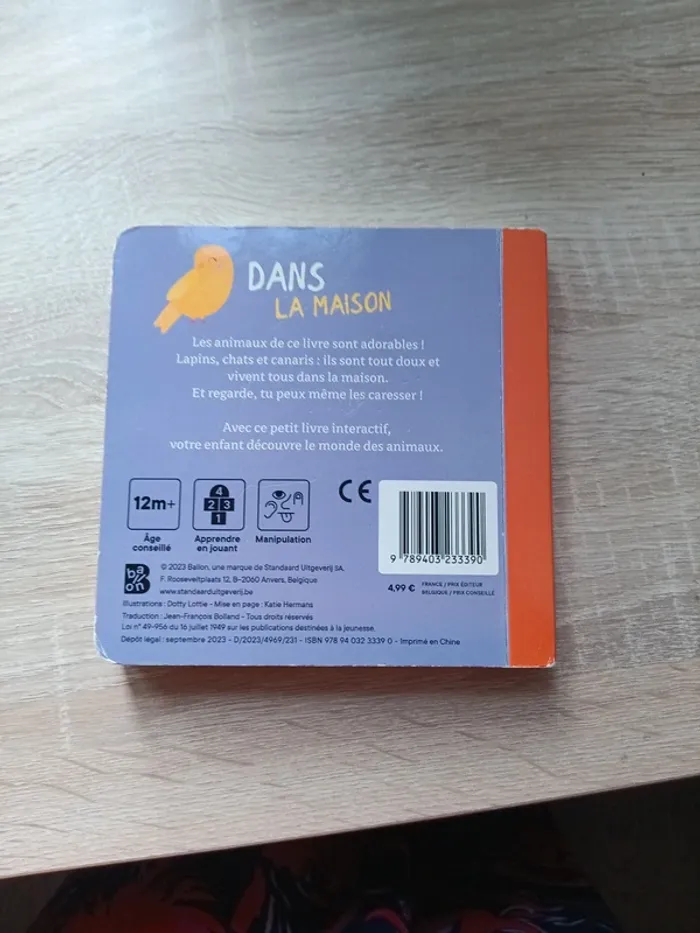 DANS
LA MAISON
Les animaux de ce livre sont adorables !
Lapins, chats et canaris : ils sont tout doux et
vivent tous dans la maison.
Et regarde, tu peux même les caresser !
Avec ce petit livre interactif,
votre enfant découvre le monde des animaux.
12m+
Âge
conseillé
4
2 3
1
Apprendre
en jouant
Manipulation
CE
9 789403 233390
4,99 € FRANCE / PRIX ÉDITEUR
BELGIQUE / PRIX CONSEILLÉ
ballon
© 2023 Ballon, une marque de Standaard Uitgeverij SA,
F. Rooseveltplaats 12, B-2060 Anvers, Belgique
www.standaarduitgeverij.be
Illustrations : Dotty Lottie - Mise en page : Katie Hermans
Traduction : Jean-François Bolland - Tous droits réservés
Loi n° 49-956 du 16 juillet 1949 sur les publications destinées à la jeunesse.
Dépôt légal : septembre 2023 - D/2023/4969/231 - ISBN 978 94 032 3339 0 - Imprimé en Chine